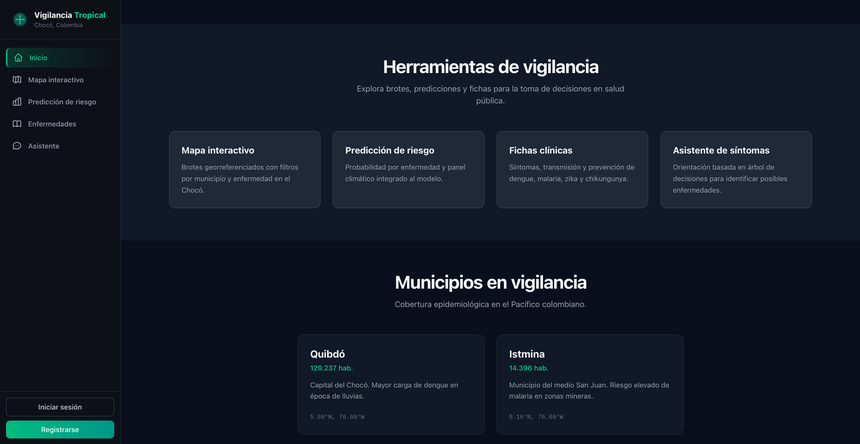 Vigilancia Tropical
Chocó, Colombia
Inicio
Mapa interactivo
Predicción de riesgo
Enfermedades
Asistente
Iniciar sesión
Registrarse
Herramientas de vigilancia
Explora brotes, predicciones y fichas para la toma de decisiones en salud
pública.
Mapa interactivo
Brotes georreferenciados con filtros
por municipio y enfermedad en el
Chocó.
Predicción de riesgo
Probabilidad por enfermedad y panel
climático integrado al modelo.
Fichas clínicas
Síntomas, transmisión y prevención de
dengue, malaria, zika y chikungunya.
Asistente de síntomas
Orientación basada en árbol de
decisiones para identificar posibles
enfermedades.
Municipios en vigilancia
Cobertura epidemiológica en el Pacífico colombiano.
Quibdó
129.237 hab.
Capital del Chocó. Mayor carga de dengue en
época de lluvias.
5.69°N, 76.66°W
Istmina
14.396 hab.
Municipio del medio San Juan. Riesgo elevado de
malaria en zonas mineras.
5.16°N, 76.68°W